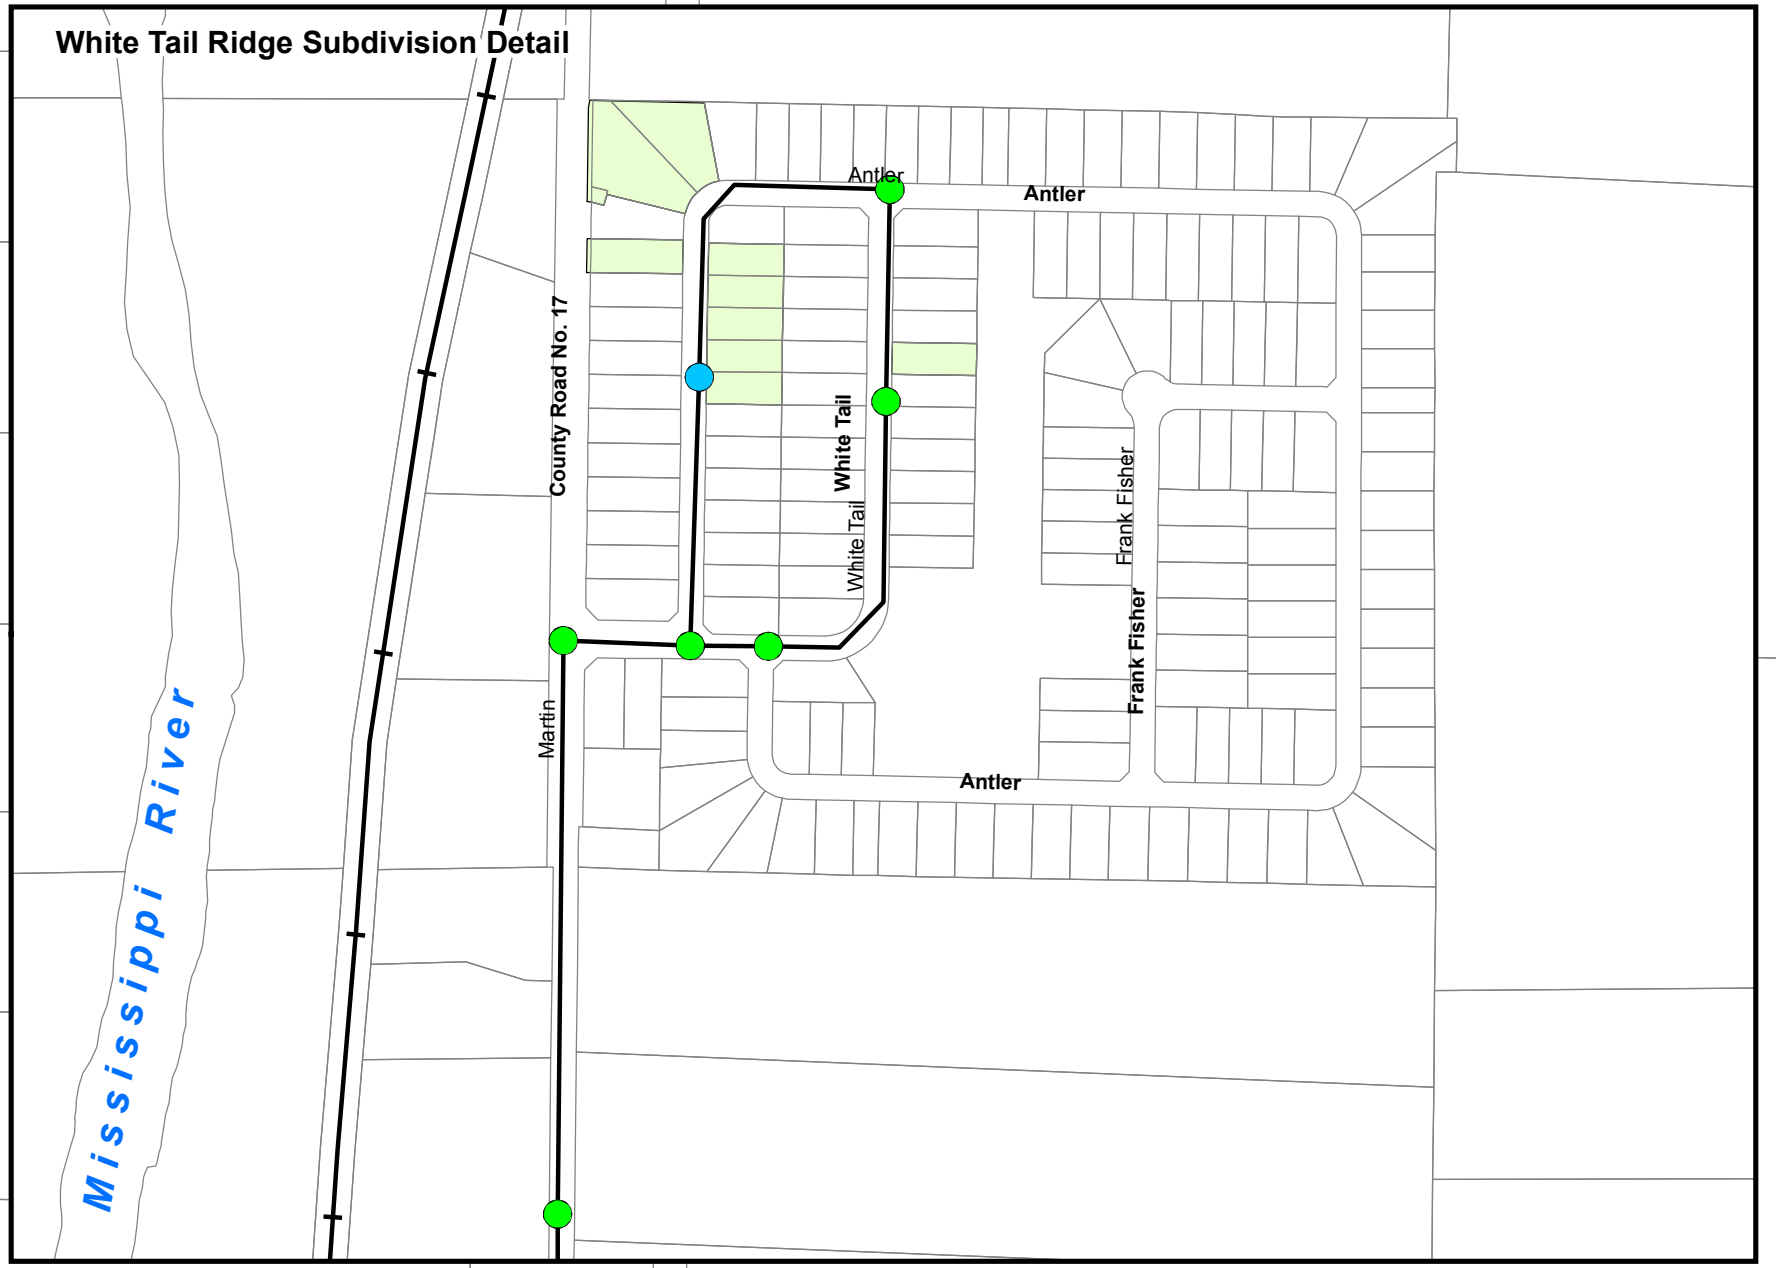 White Tail Ridge Subdivision Detail
Antler
Antler
County Road No. 17
White Tail
White Tail
Frank Fisher
Frank Fisher
Martin
Antler
Mississippi River